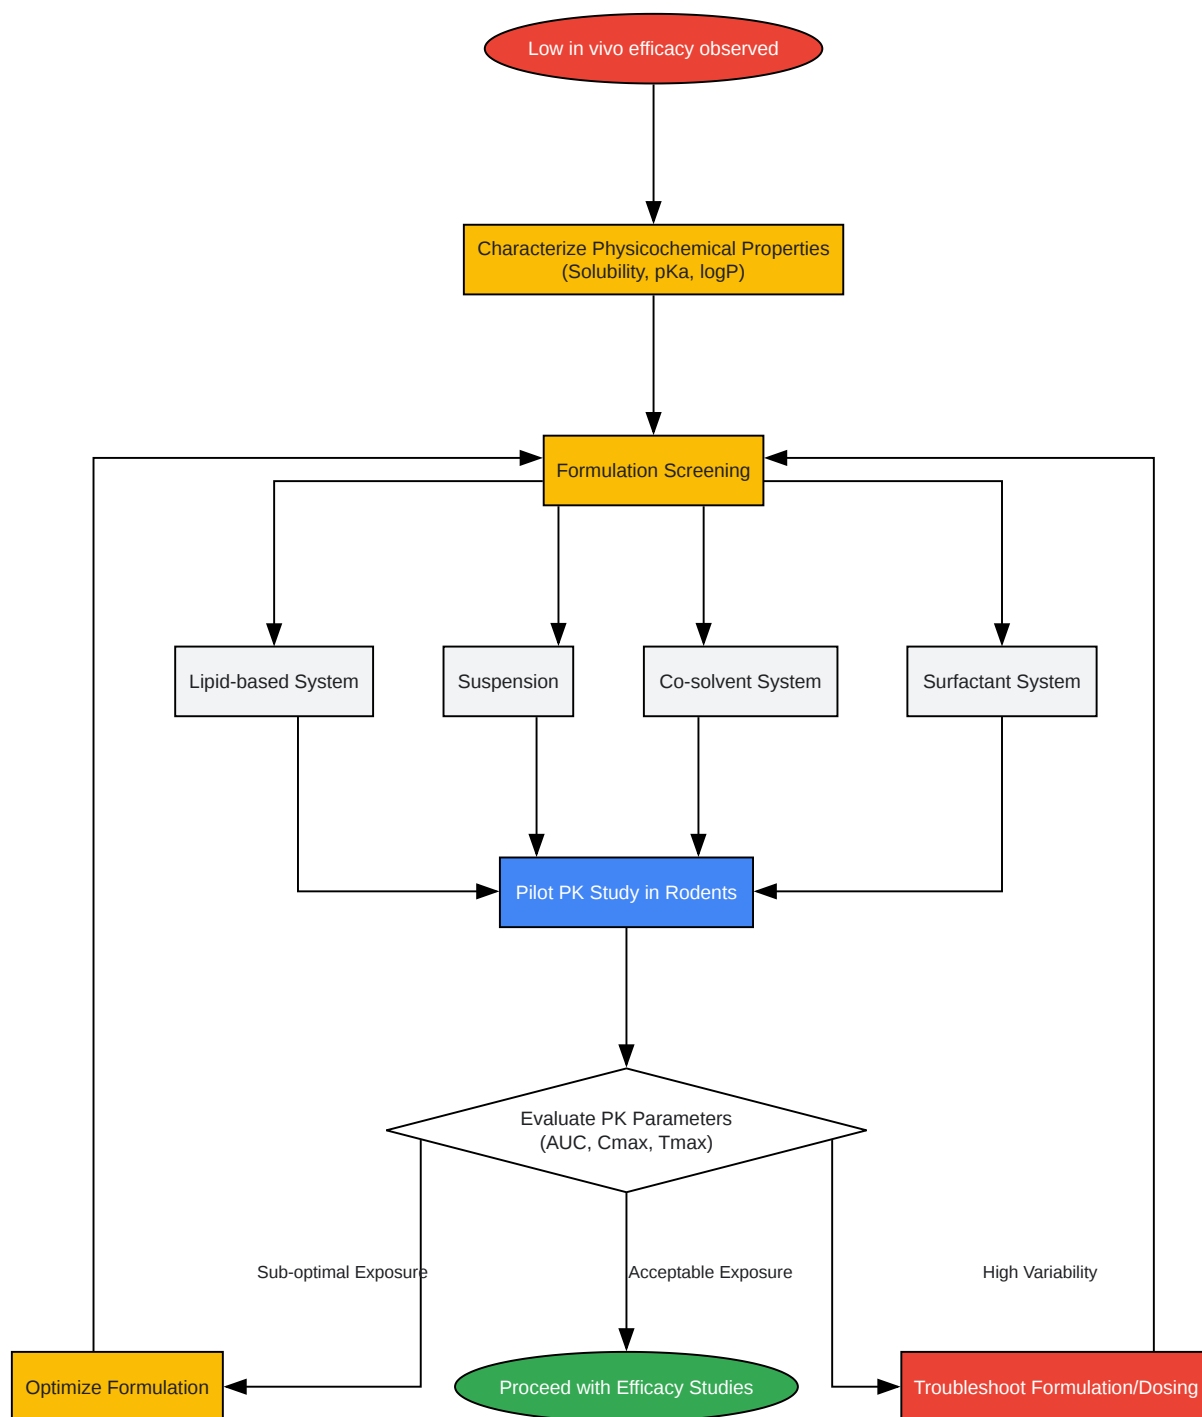 Low in vivo efficacy observed
Characterize Physicochemical Properties
(Solubility, pKa, logP)
Formulation Screening
Lipid-based System
Suspension
Co-solvent System
Surfactant System
Pilot PK Study in Rodents
Evaluate PK Parameters
(AUC, Cmax, Tmax)
Sub-optimal Exposure
Acceptable Exposure
High Variability
Optimize Formulation
Proceed with Efficacy Studies
Troubleshoot Formulation/Dosing